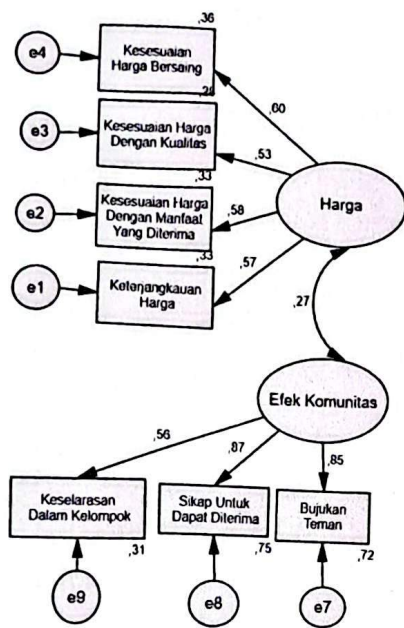 ,36
e4
Kesesuaian
Harga Bersaing
,60
,28
e3
Kesesuaian Harga
Dengan Kualitas
,53
,33
e2
Kesesuaian Harga
Dengan Manfaat
Yang Diterima
,58
Harga
,33
e1
Keterjangkauan
Harga
,57
,27
Efek Komunitas
,56
,87
,85
Keselarasan
Dalam Kelompok
Sikap Untuk
Dapat Diterima
Bujukan
Teman
,31
,75
,72
e9
e8
e7